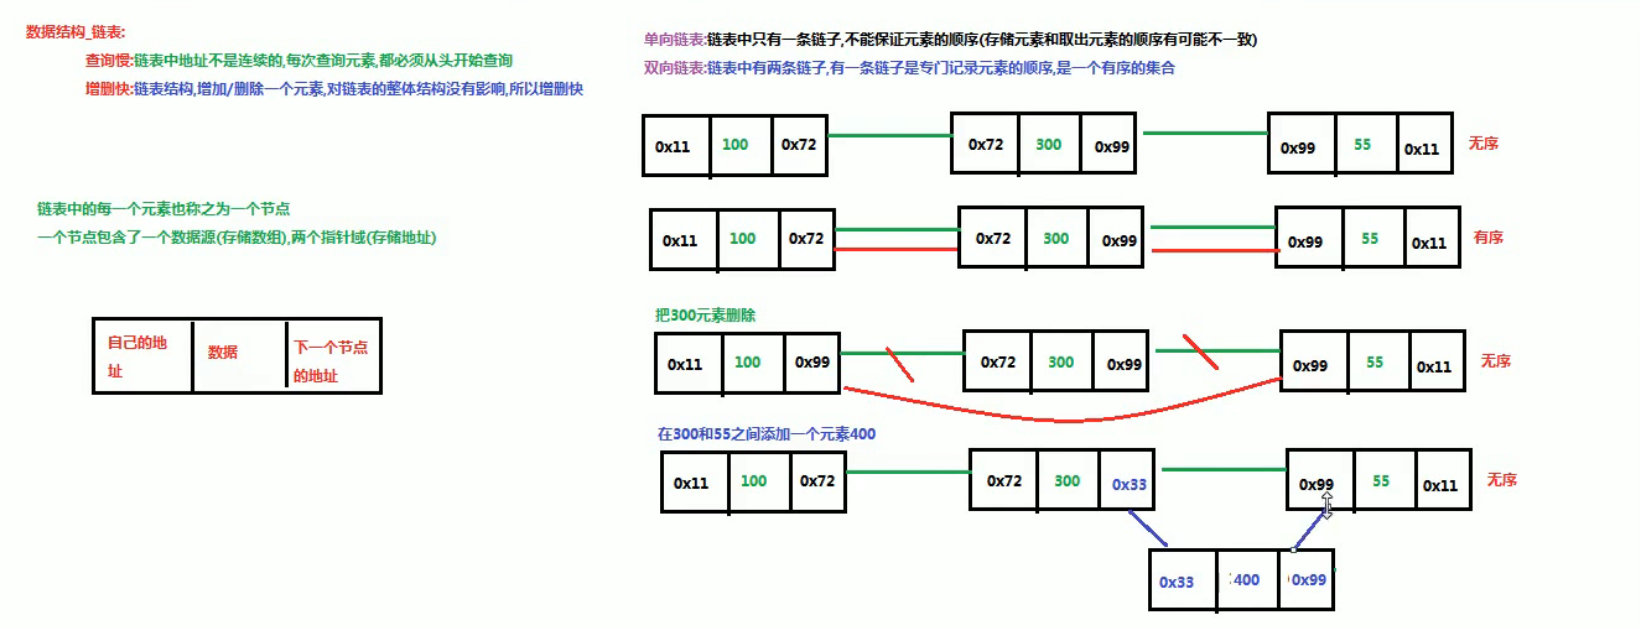 数据结构_链表:
查询慢:链表中地址不是连续的,每次查询元素,都必须从头开始查询
增删快:链表结构,增加/删除一个元素,对链表的整体结构没有影响,所以增删快
链表中的每一个元素也称之为一个节点
一个节点包含了一个数据源(存储数组),两个指针域(存储地址)
自己的地
址
数据
下一个节点
的地址
单向链表:链表中只有一条链子,不能保证元素的顺序(存储元素和取出元素的顺序有可能不一致)
双向链表:链表中有两条链子,有一条链子是专门记录元素的顺序,是一个有序的集合
0x11 100 0x72 0x72 300 0x99 0x99 55 0x11 无序
0x11 100 0x72 0x72 300 0x99 0x99 55 0x11 有序
把300元素删除
0x11 100 0x99 0x72 300 0x99 0x99 55 0x11 无序
在300和55之间添加一个元素400
0x11 100 0x72 0x72 300 0x33 0x99 55 0x11 无序
0x33 400 0x99